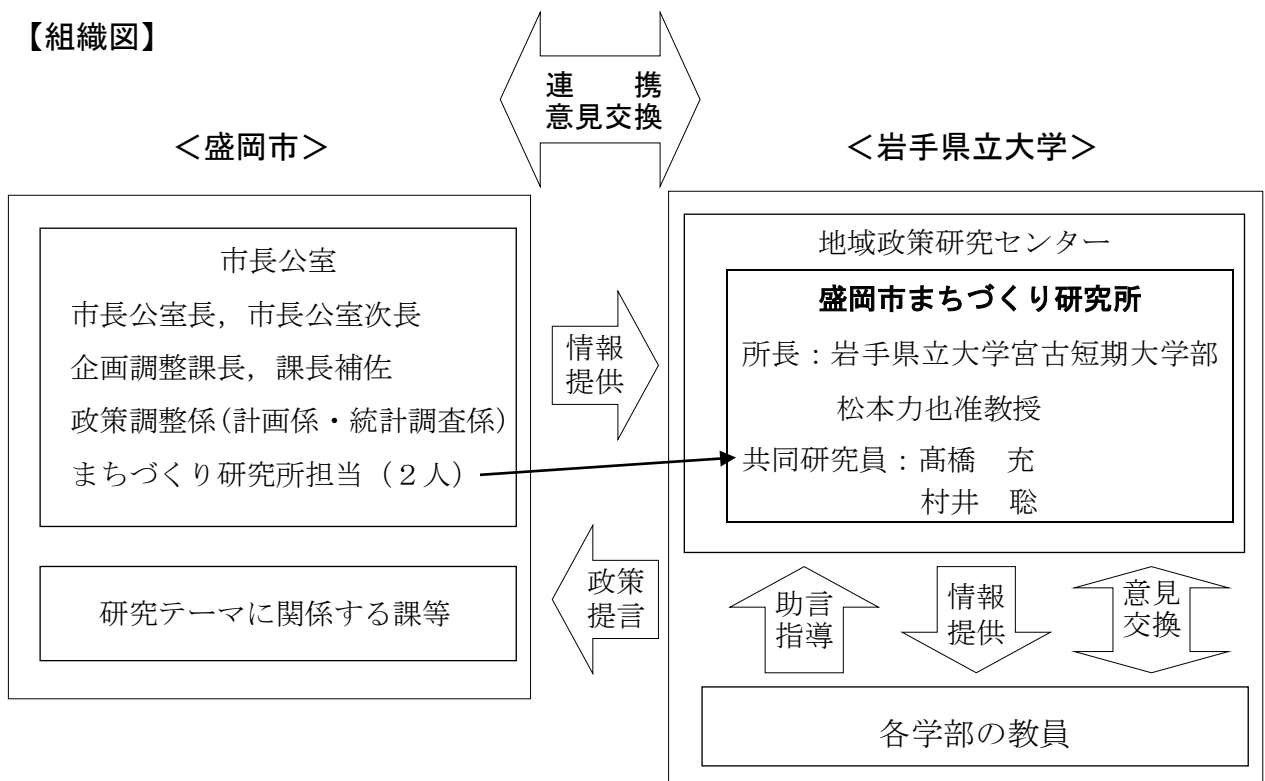 【組織図】
連　　携
意見交換
＜盛岡市＞
＜岩手県立大学＞
市長公室
市長公室長，市長公室次長
企画調整課長，課長補佐
政策調整係(計画係・統計調査係)
まちづくり研究所担当（２人）
研究テーマに関係する課等
情報
提供
政策
提言
地域政策研究センター
盛岡市まちづくり研究所
所長：岩手県立大学宮古短期大学部
松本力也准教授
共同研究員：髙橋　充
村井　聡
助言
指導
情報
提供
意見
交換
各学部の教員